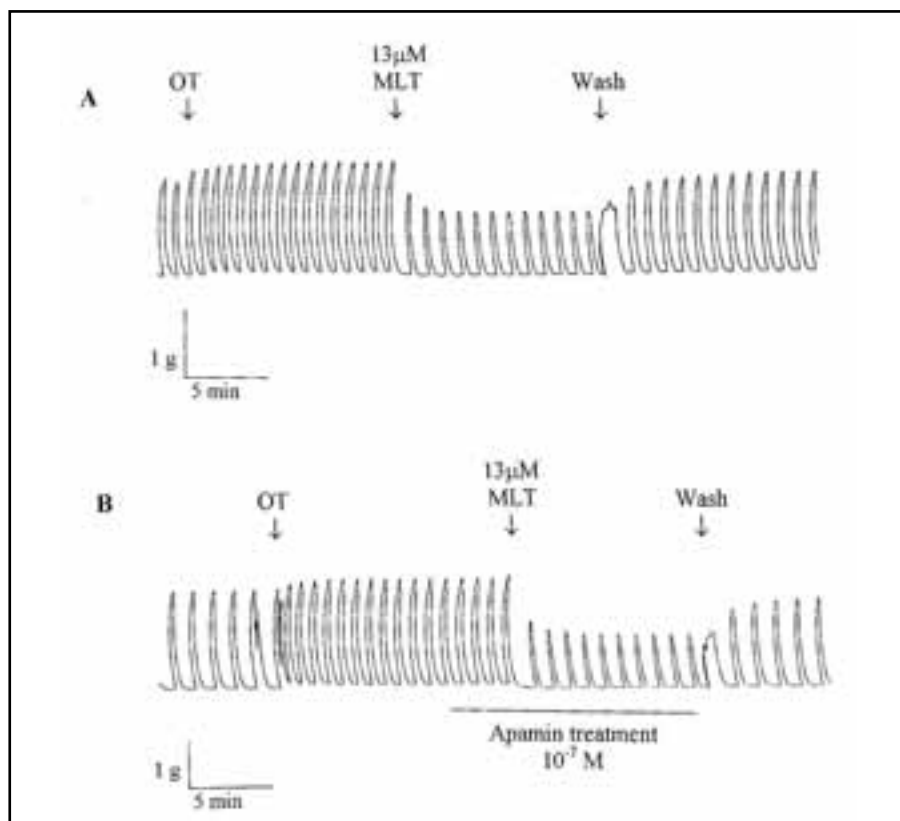 13μM
OT MLT Wash
A
1 g
5 min
13μM
OT MLT Wash
B
Apamin treatment
10⁻⁷ M
1 g
5 min